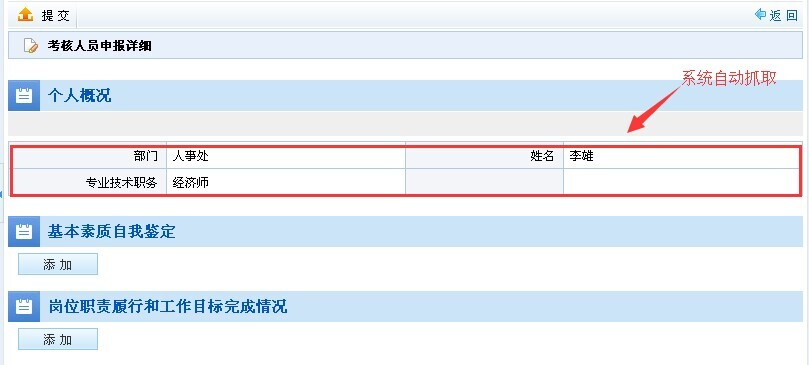 提 交 返 回
考核人员申报详细
系统自动抓取
个人概况
部门 人事处 姓名 李雄
专业技术职务 经济师
基本素质自我鉴定
添 加
岗位职责履行和工作目标完成情况
添 加